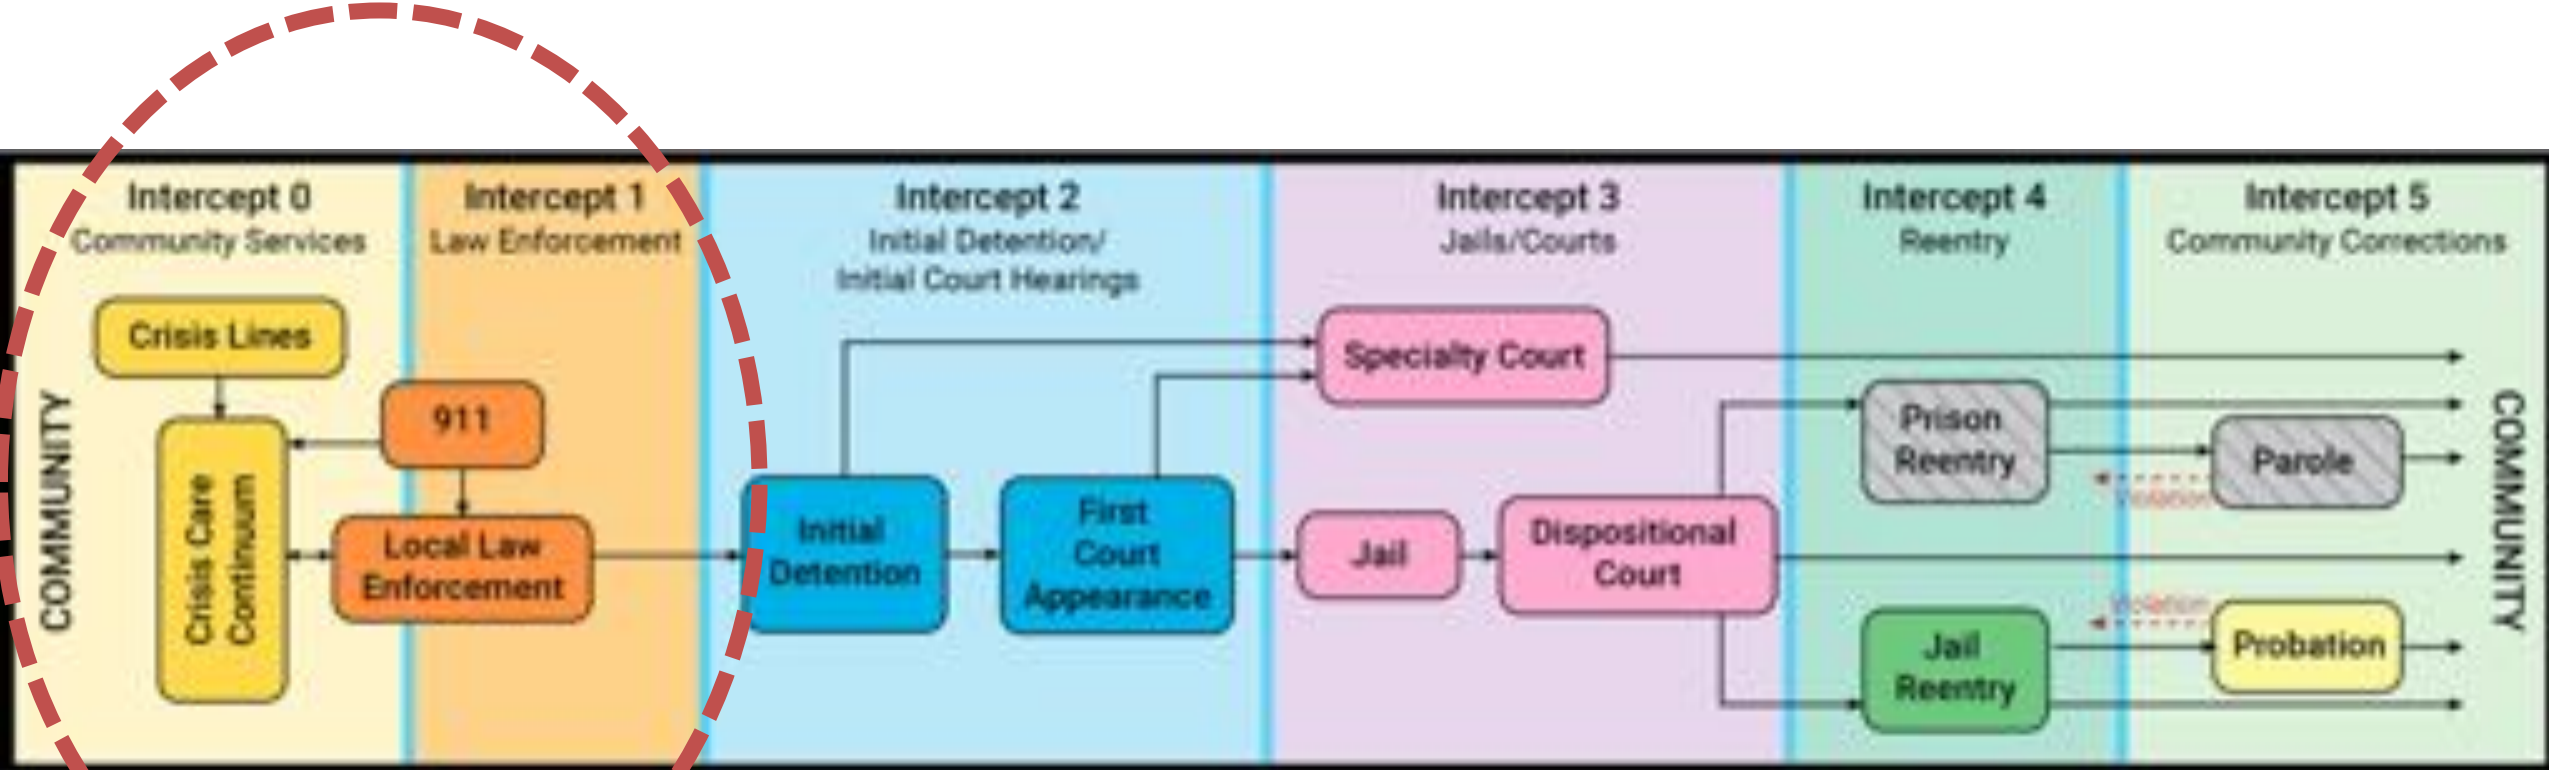 Intercept 0
Community Services
Intercept 1
Law Enforcement
Intercept 2
Initial Detention/
Initial Court Hearings
Intercept 3
Jails/Courts
Intercept 4
Reentry
Intercept 5
Community Corrections
COMMUNITY
Crisis Lines
Crisis Care
Continuum
911
Local Law
Enforcement
Initial
Detention
First
Court
Appearance
Specialty Court
Jail
Dispositional
Court
Prison
Reentry
Parole
Violation
Violation
Jail
Reentry
Probation
COMMUNITY